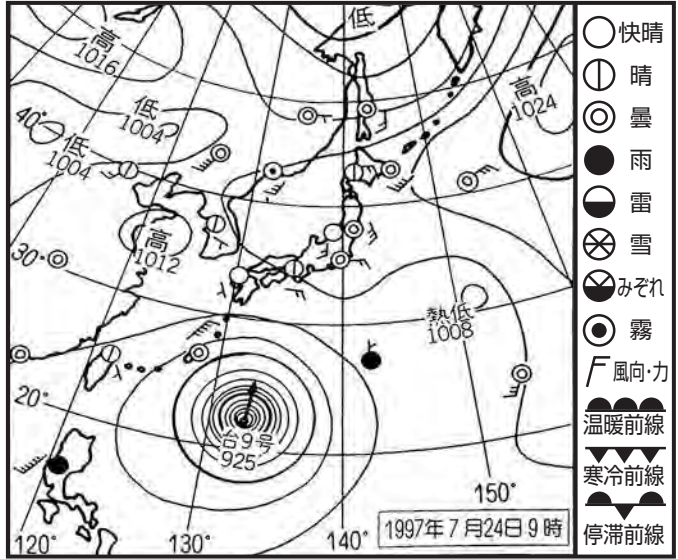 低
高
1016
低
1004
40°
低
1004
高
1024
高
1012
30°
熱低
1008
20°
台9号
925
150°
120°
130°
140°
1997年7月24日9時
快晴
晴
曇
雨
雷
雪
みぞれ
霧
風向・力
温暖前線
寒冷前線
停滞前線